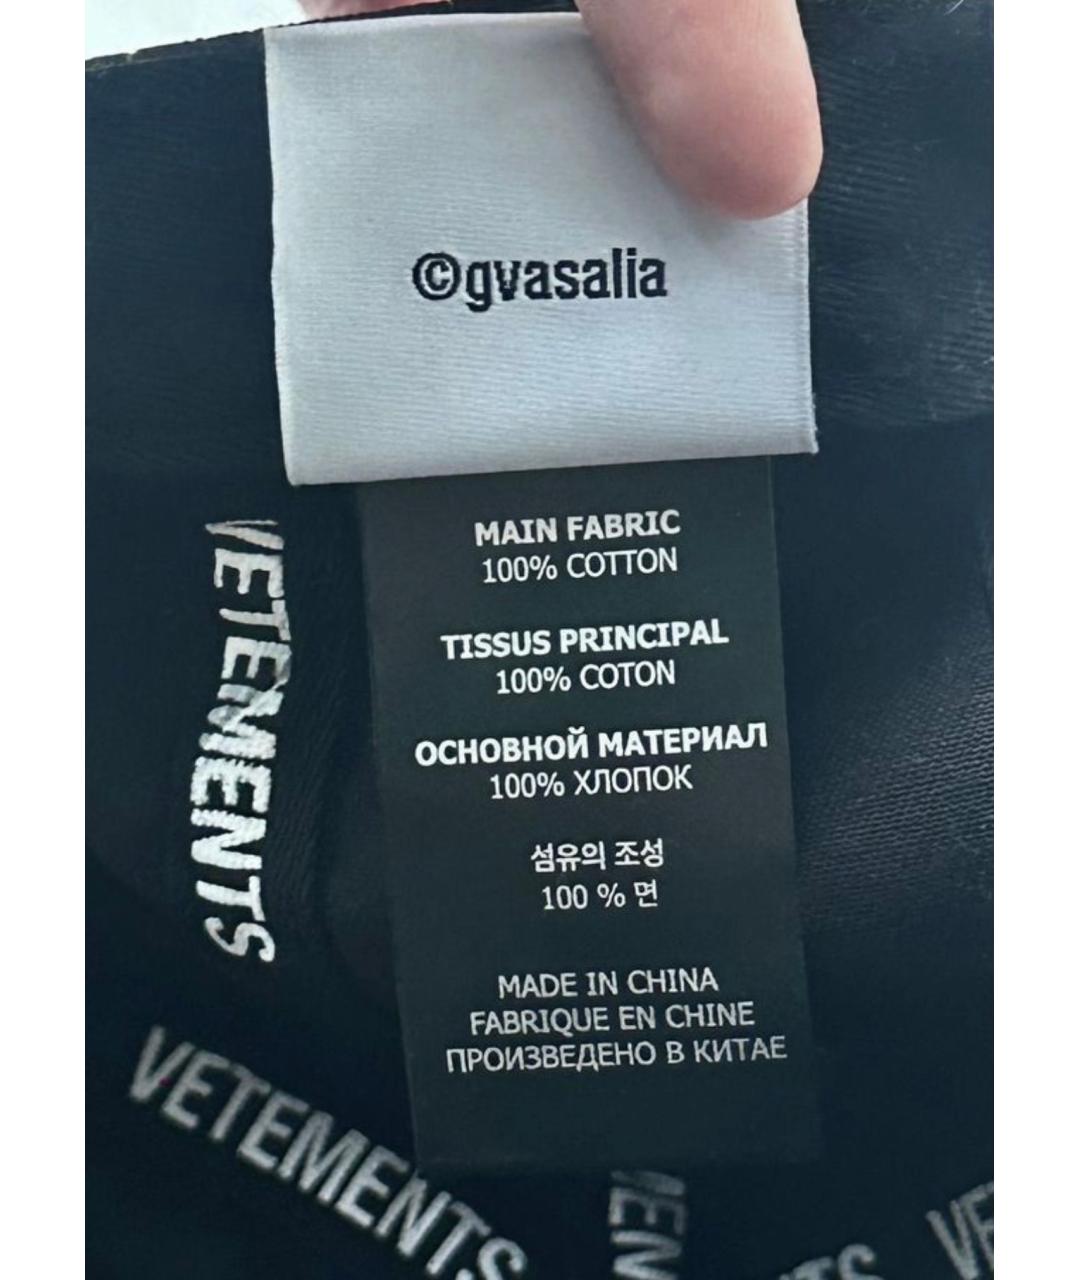 ©gvasalia
MAIN FABRIC
100% COTTON
TISSUS PRINCIPAL
100% COTON
ОСНОВНОЙ МАТЕРИАЛ
100% ХЛОПОК
섬유의 조성
100 % 면
MADE IN CHINA
FABRIQUE EN CHINE
ПРОИЗВЕДЕНО В КИТАЕ
VETEMENTS
VETEMENTS